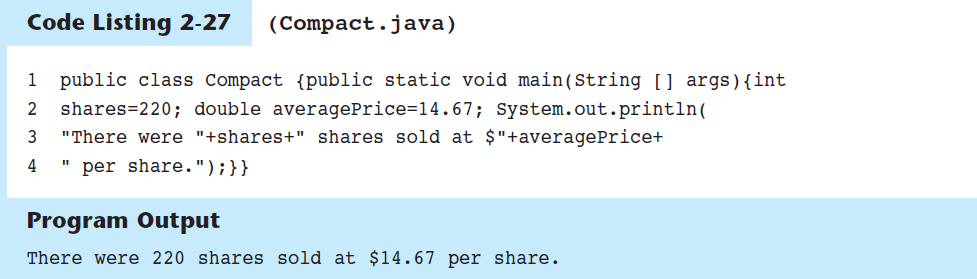 Code Listing 2-27 (Compact.java)
1 public class Compact {public static void main(String [] args){int
2 shares=220; double averagePrice=14.67; System.out.println(
3 "There were "+shares+" shares sold at $"+averagePrice+
4 " per share.");}}
Program Output
There were 220 shares sold at $14.67 per share.